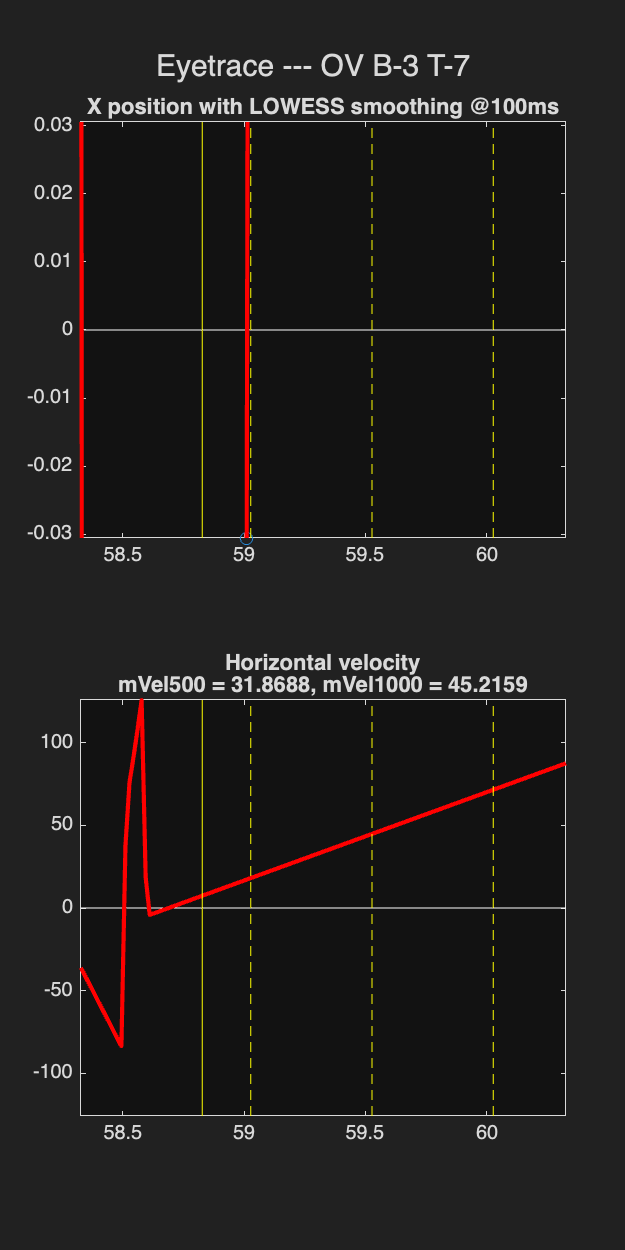 Eyetrace --- OV B-3 T-7
X position with LOWESS smoothing @100ms
0.03
0.02
0.01
0
-0.01
-0.02
-0.03
58.5 59 59.5 60
Horizontal velocity
mVel500 = 31.8688, mVel1000 = 45.2159
100
50
0
-50
-100
58.5 59 59.5 60